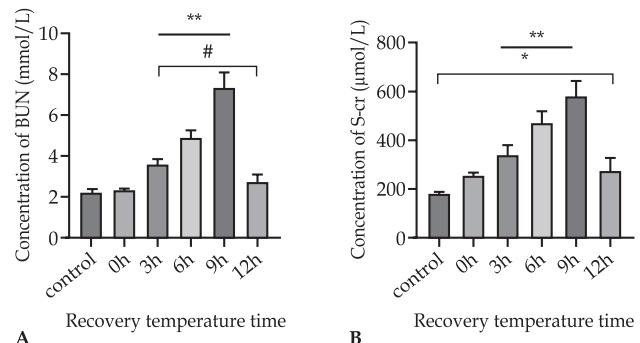 Concentration of BUN (mmol/L)
10
8
6
4
2
0
**
#
control
0h
3h
6h
9h
12h
Recovery temperature time
A
Concentration of S-cr (μmol/L)
800
600
400
200
0
**
*
control
0h
3h
6h
9h
12h
Recovery temperature time
B